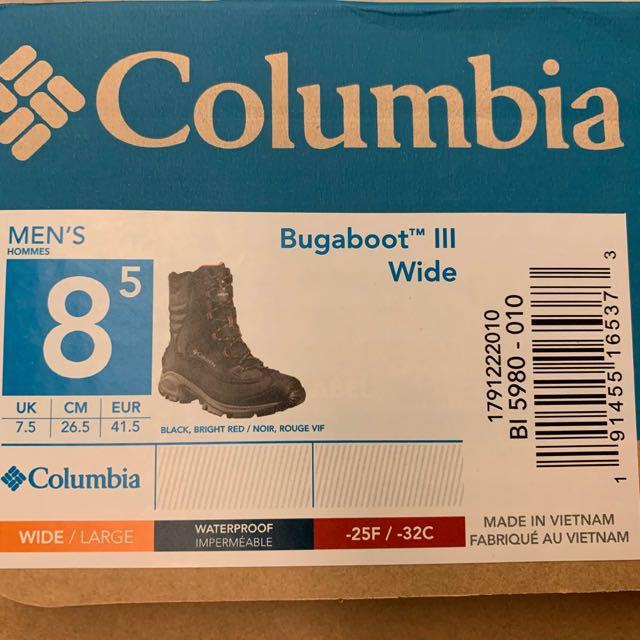 Columbia
MEN'S
HOMMES
8 5
Bugaboot™ III
Wide
UK CM EUR
7.5 26.5 41.5
BLACK, BRIGHT RED / NOIR, ROUGE VIF
1791222010
BI 5980 - 010
1 91455 16537 3
Columbia
WIDE / LARGE
WATERPROOF
IMPERMÉABLE
-25F / -32C
MADE IN VIETNAM
FABRIQUÉ AU VIETNAM